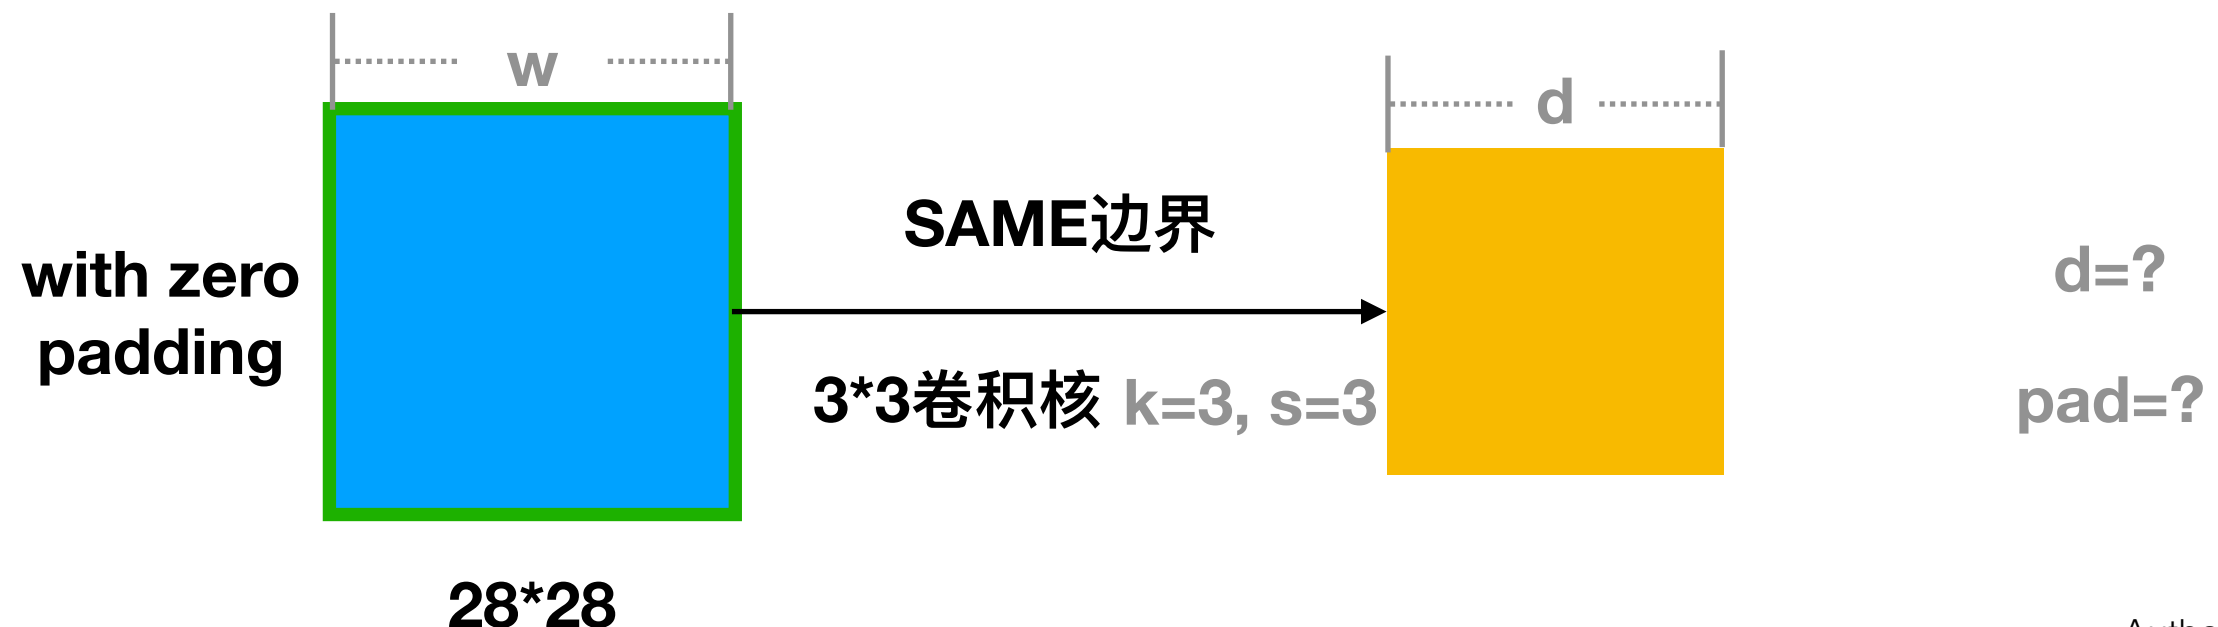 w
d
SAME边界
with zero
padding
3*3卷积核 k=3, s=3
d=?
pad=?
28*28